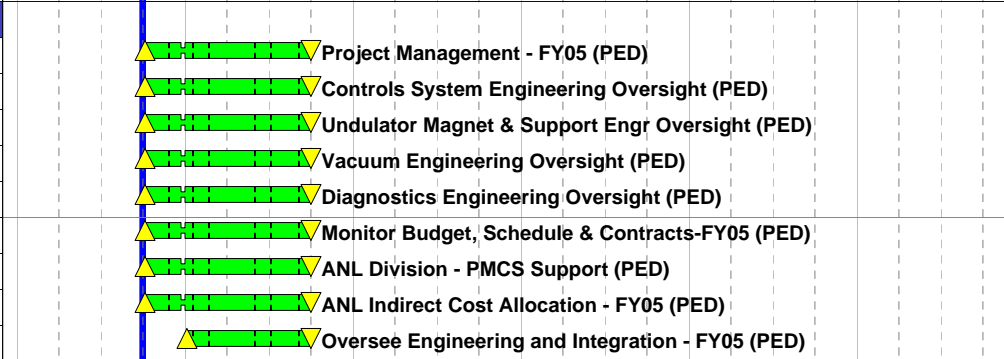 Project Management - FY05 (PED)
Controls System Engineering Oversight (PED)
Undulator Magnet & Support Engr Oversight (PED)
Vacuum Engineering Oversight (PED)
Diagnostics Engineering Oversight (PED)
Monitor Budget, Schedule & Contracts-FY05 (PED)
ANL Division - PMCS Support (PED)
ANL Indirect Cost Allocation - FY05 (PED)
Oversee Engineering and Integration - FY05 (PED)